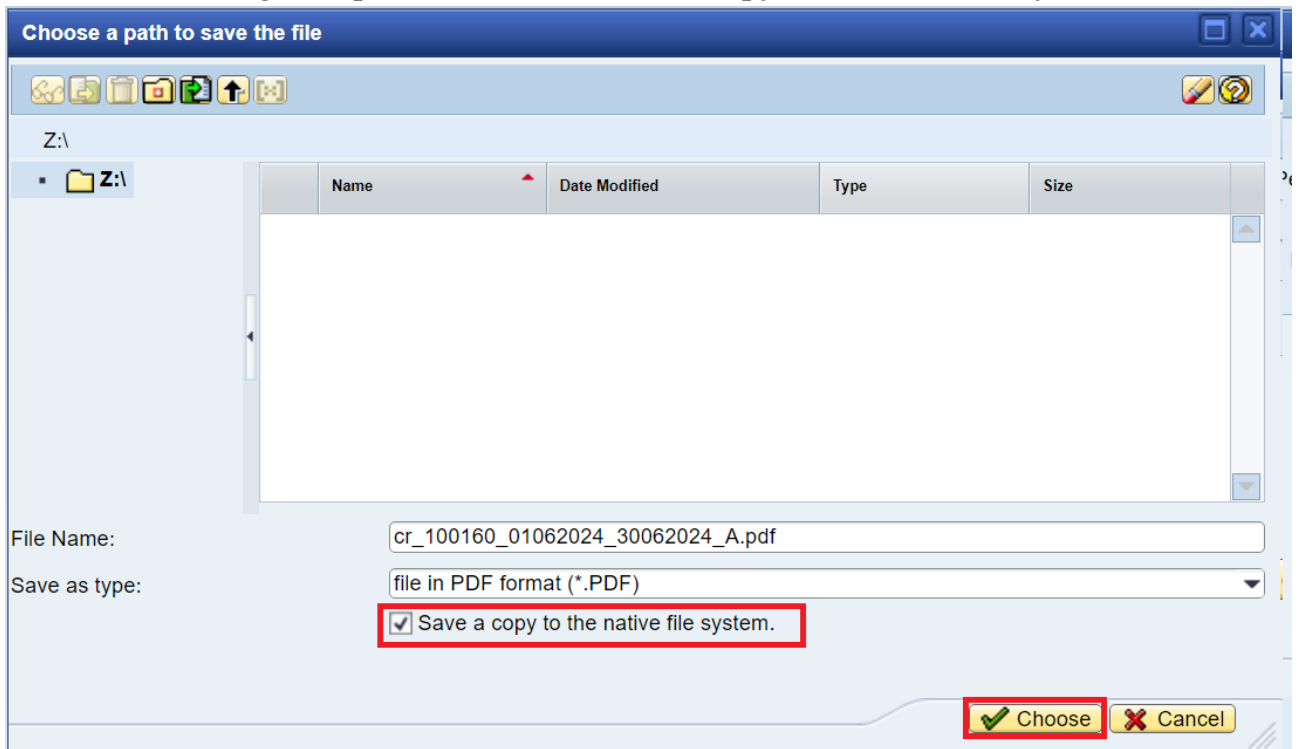 Choose a path to save the file
Z:\
Z:\
Name Date Modified Type Size
File Name: cr_100160_01062024_30062024_A.pdf
Save as type: file in PDF format (*.PDF)
Save a copy to the native file system.
Choose Cancel